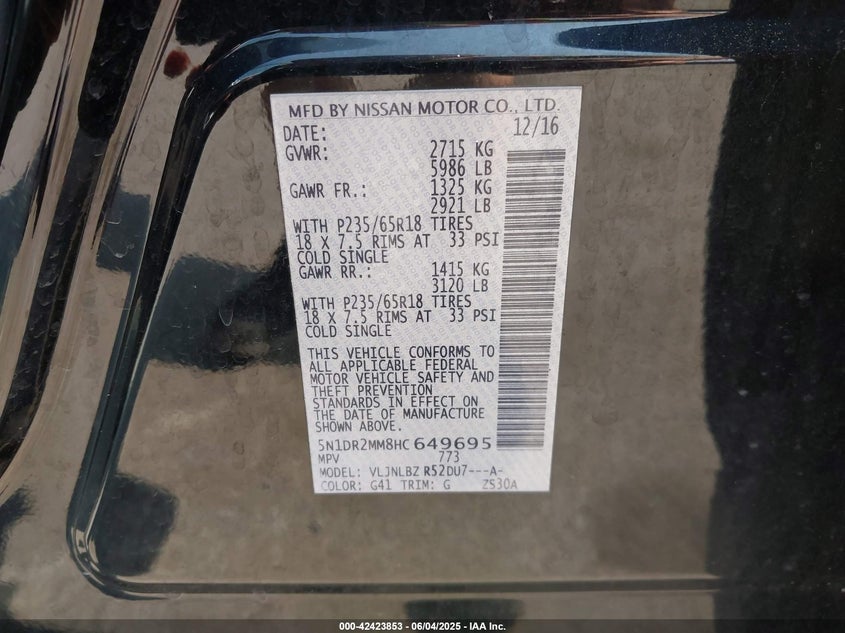 MFD BY NISSAN MOTOR CO., LTD.
DATE: 12/16
GVWR: 2715 KG
5986 LB
GAWR FR.: 1325 KG
2921 LB
WITH P235/65R18 TIRES
18 X 7.5 RIMS AT 33 PSI
COLD SINGLE
GAWR RR.: 1415 KG
3120 LB
WITH P235/65R18 TIRES
18 X 7.5 RIMS AT 33 PSI
COLD SINGLE
THIS VEHICLE CONFORMS TO
ALL APPLICABLE FEDERAL
MOTOR VEHICLE SAFETY AND
THEFT PREVENTION
STANDARDS IN EFFECT ON
THE DATE OF MANUFACTURE
SHOWN ABOVE.
5N1DR2MM8HC 649695
MPV 773
MODEL: VLJNLBZ R52DU7---A-
COLOR: G41 TRIM: G ZS30A
000-42423853 - 06/04/2025 - IAA Inc.